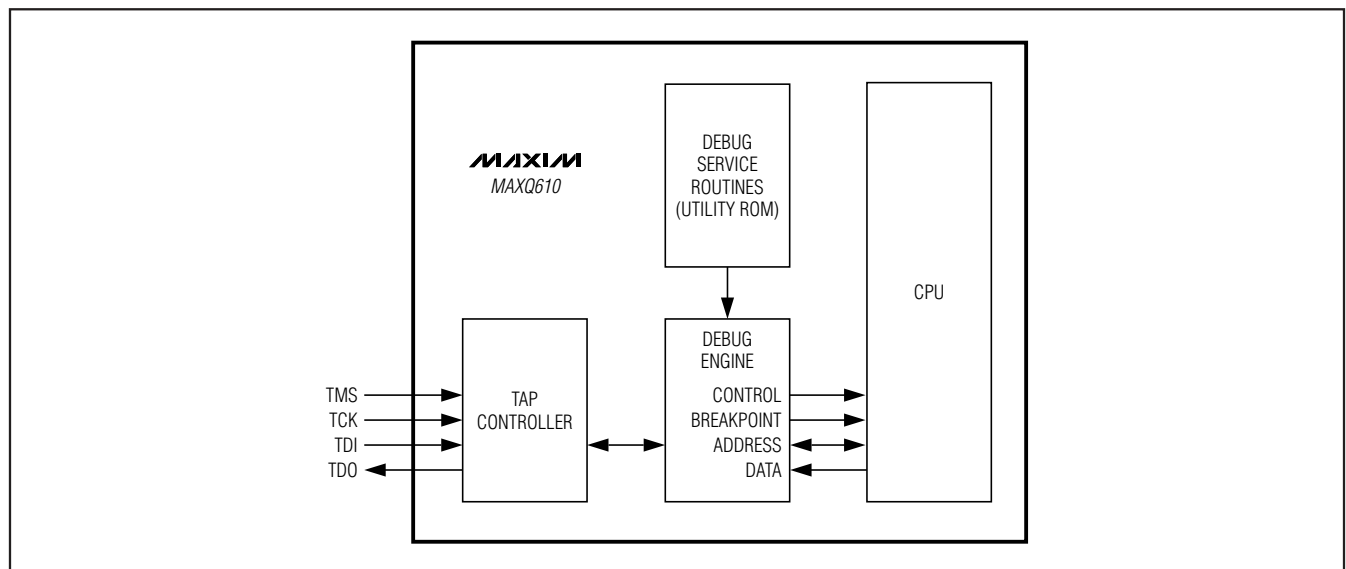 MAXIM
MAXQ610
DEBUG
SERVICE
ROUTINES
(UTILITY ROM)
CPU
TMS
TCK
TDI
TDO
TAP
CONTROLLER
DEBUG
ENGINE
CONTROL
BREAKPOINT
ADDRESS
DATA